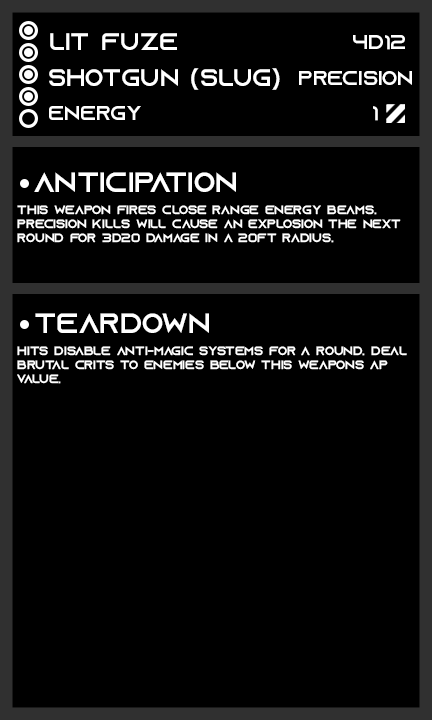 LIT FUZE 4D12
SHOTGUN (SLUG) PRECISION
ENERGY 1
•ANTICIPATION
THIS WEAPON FIRES CLOSE RANGE ENERGY BEAMS.
PRECISION KILLS WILL CAUSE AN EXPLOSION THE NEXT
ROUND FOR 3D20 DAMAGE IN A 20FT RADIUS.
•TEARDOWN
HITS DISABLE ANTI-MAGIC SYSTEMS FOR A ROUND. DEAL
BRUTAL CRITS TO ENEMIES BELOW THIS WEAPONS AP
VALUE.